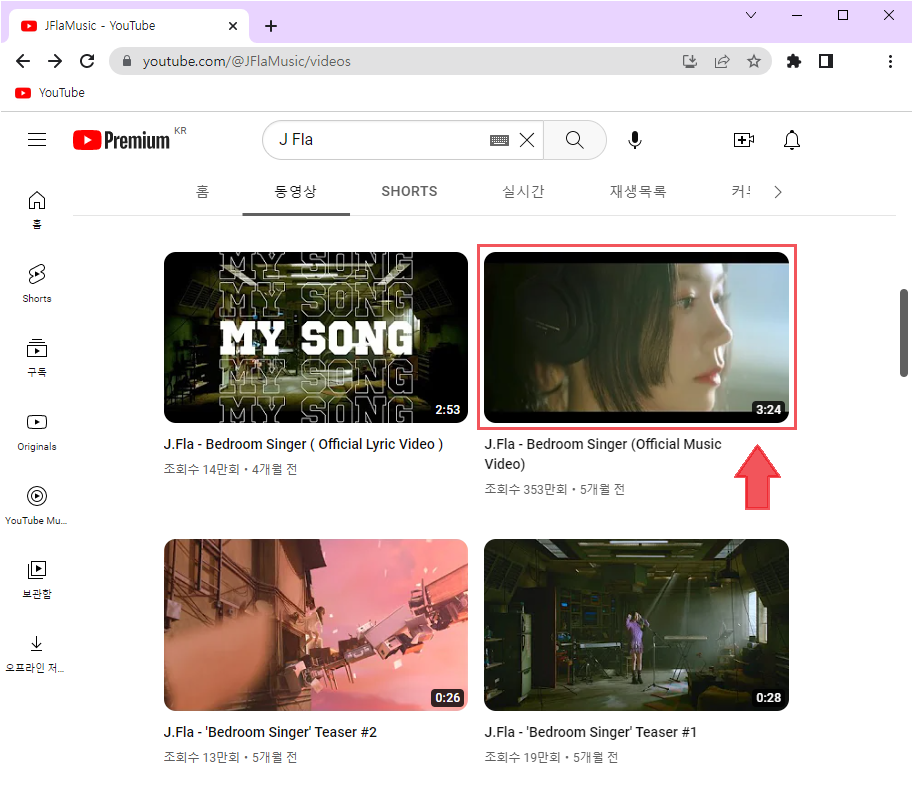 JFlaMusic - YouTube
youtube.com/@JFlaMusic/videos
YouTube
Premium KR
J Fla
홈
동영상
SHORTS
실시간
재생목록
홈
Shorts
구독
Originals
YouTube Mu...
보관함
오프라인 저...
MY SONG
MY SONG
MY SONG
MY SONG
MY SONG
2:53
3:24
J.Fla - Bedroom Singer ( Official Lyric Video )
조회수 14만회 • 4개월 전
J.Fla - Bedroom Singer (Official Music
Video)
조회수 353만회 • 5개월 전
0:26
0:28
J.Fla - 'Bedroom Singer' Teaser #2
조회수 13만회 • 5개월 전
J.Fla - 'Bedroom Singer' Teaser #1
조회수 19만회 • 5개월 전